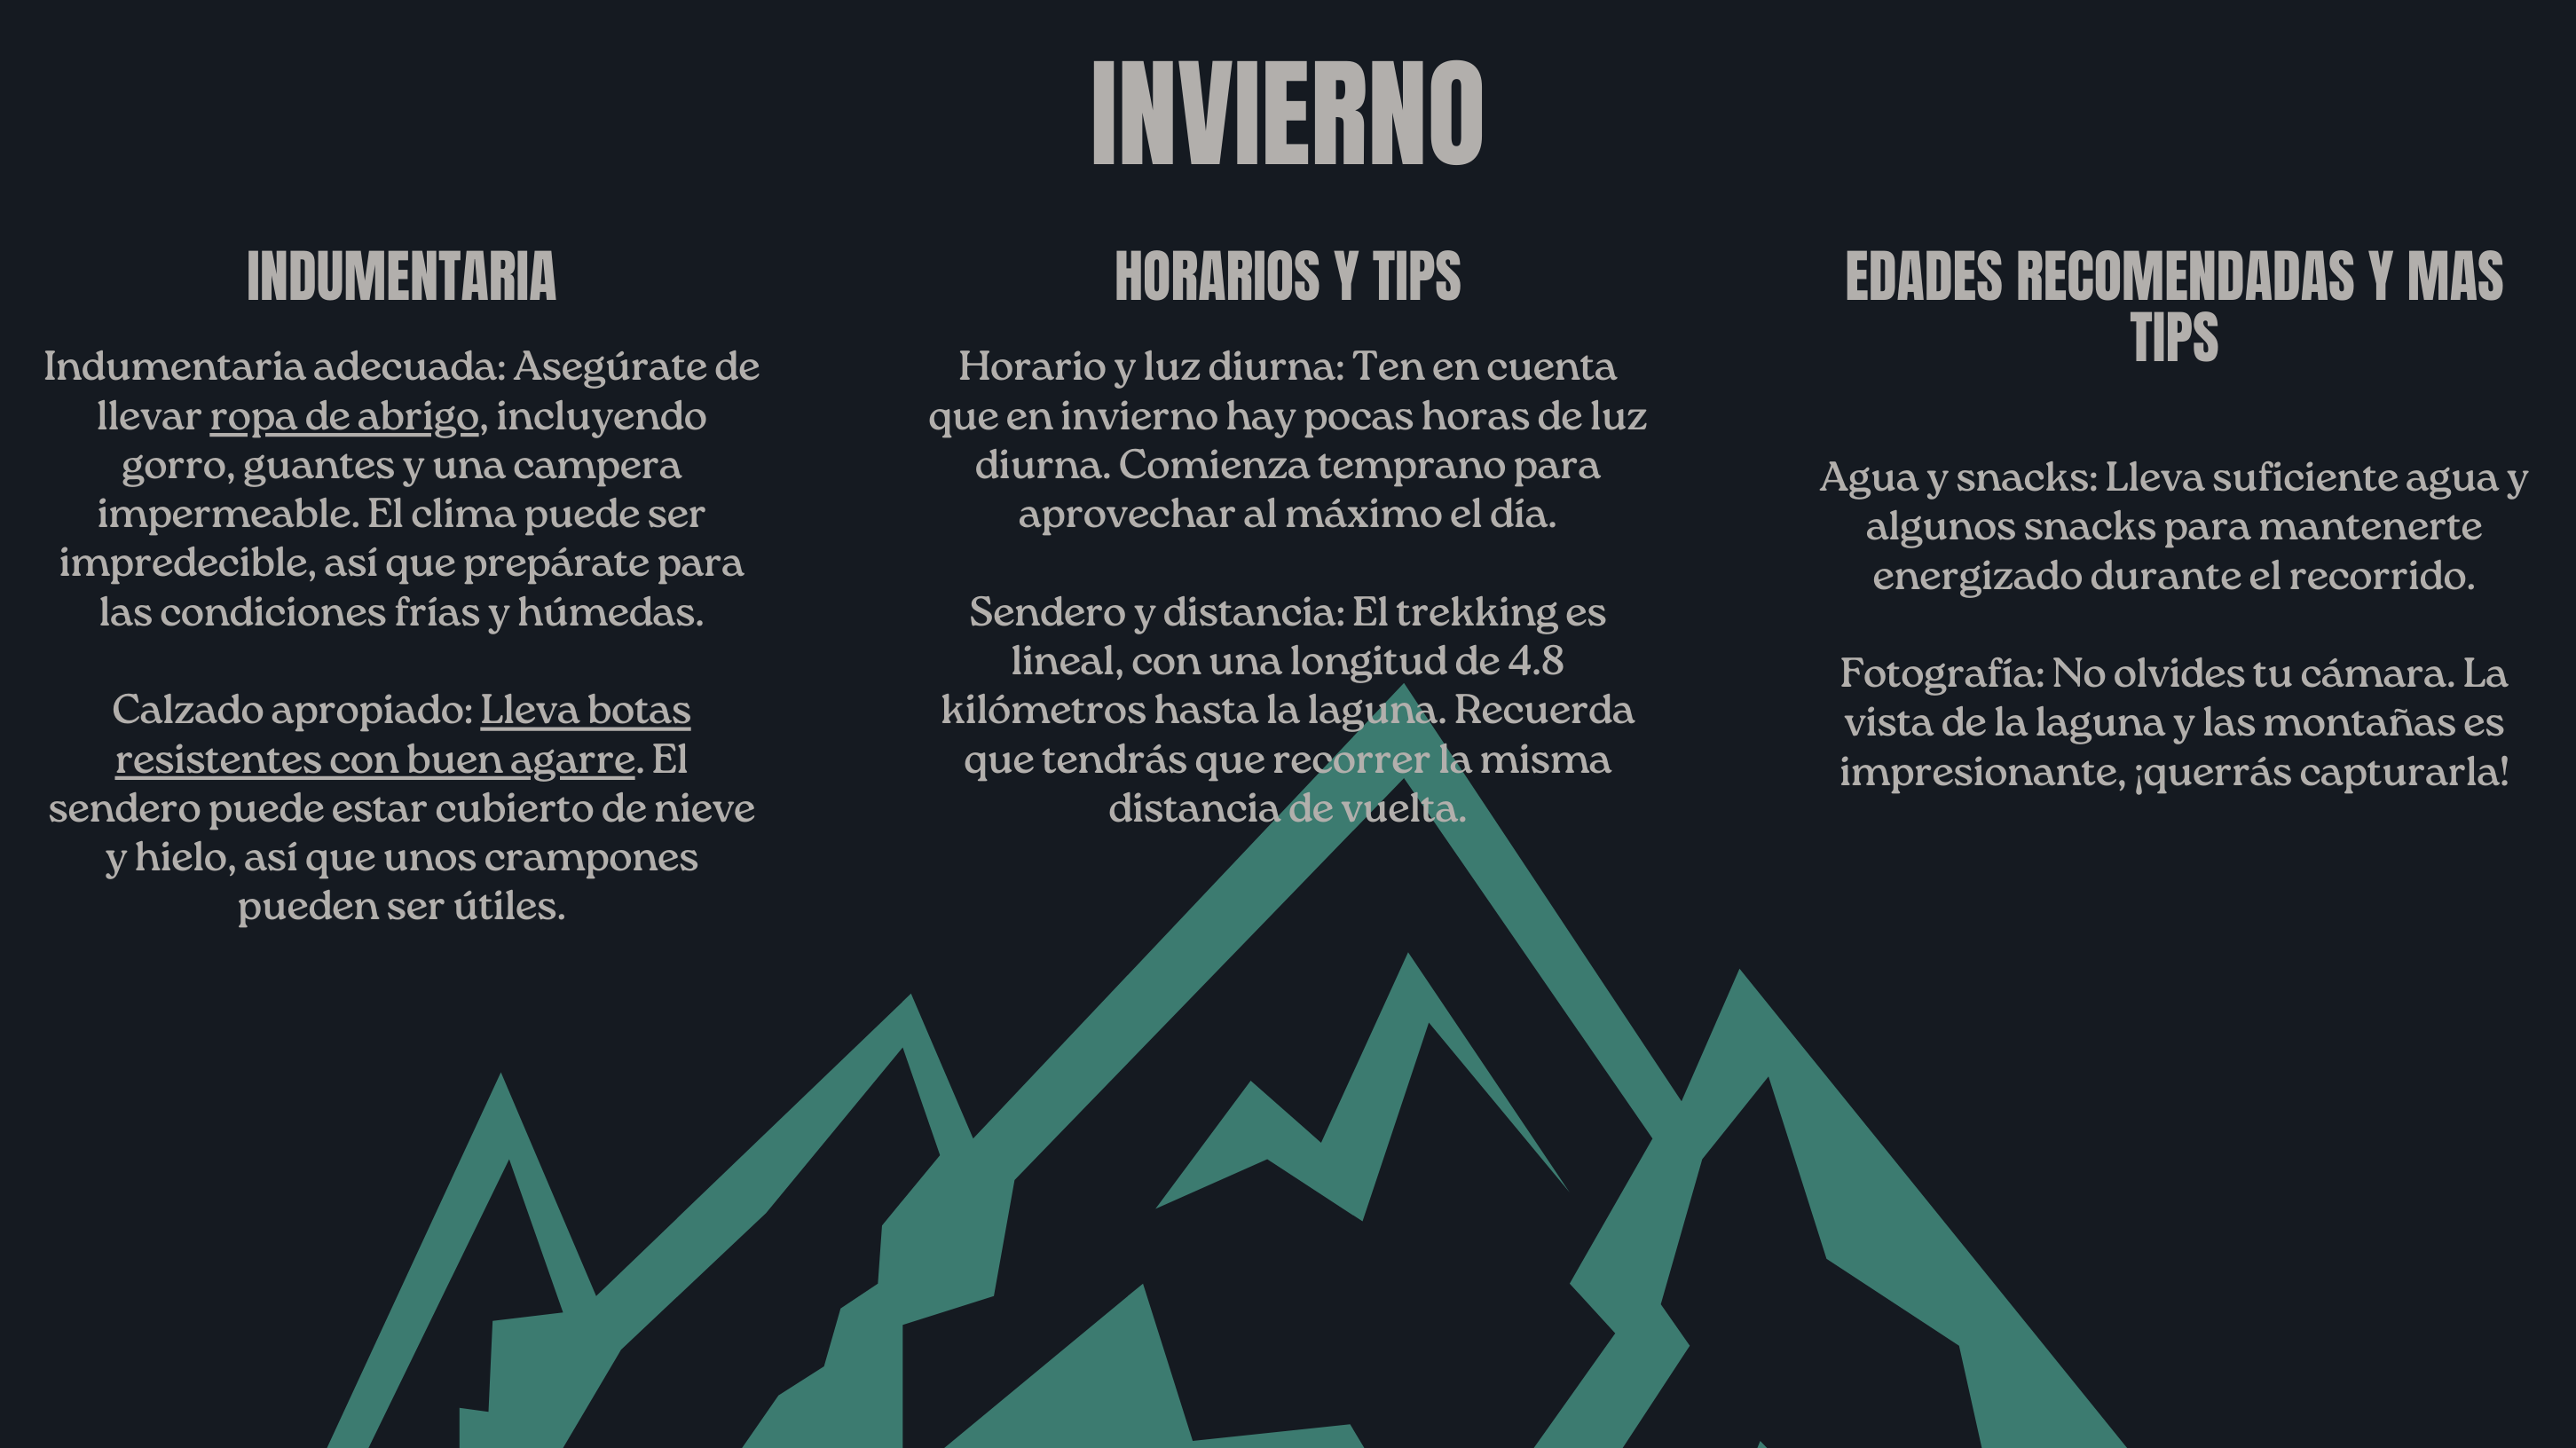 INVIERNO
INDUMENTARIA
Indumentaria adecuada: Asegúrate de
llevar ropa de abrigo, incluyendo
gorro, guantes y una campera
impermeable. El clima puede ser
impredecible, así que prepárate para
las condiciones frías y húmedas.
Calzado apropiado: Lleva botas
resistentes con buen agarre. El
sendero puede estar cubierto de nieve
y hielo, así que unos crampones
pueden ser útiles.
HORARIOS Y TIPS
Horario y luz diurna: Ten en cuenta
que en invierno hay pocas horas de luz
diurna. Comienza temprano para
aprovechar al máximo el día.
Sendero y distancia: El trekking es
lineal, con una longitud de 4.8
kilómetros hasta la laguna. Recuerda
que tendrás que recorrer la misma
distancia de vuelta.
EDADES RECOMENDADAS Y MAS
TIPS
Agua y snacks: Lleva suficiente agua y
algunos snacks para mantenerte
energizado durante el recorrido.
Fotografía: No olvides tu cámara. La
vista de la laguna y las montañas es
impresionante, ¡querrás capturarla!